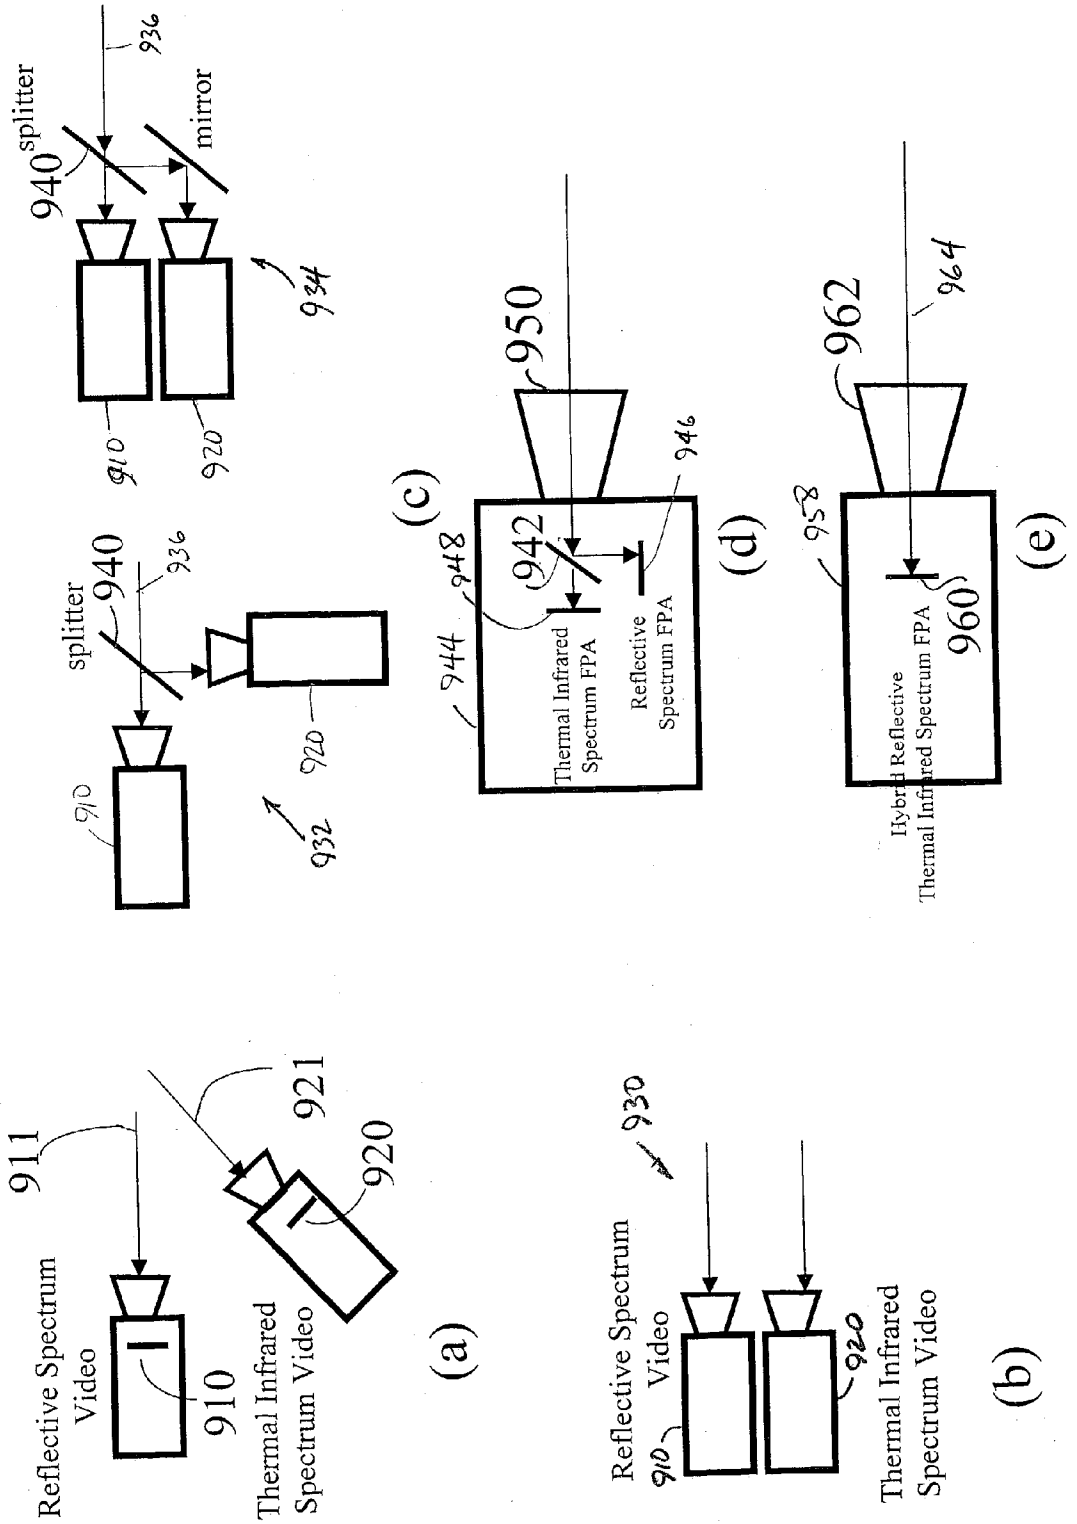 911
Reflective Spectrum
Video
910
Thermal Infrared
Spectrum Video
921
920
(a)
930
Reflective Spectrum
Video
910
920
Thermal Infrared
Spectrum Video
(b)
splitter
940
936
910
920
932
splitter
940
936
mirror
910
920
934
(c)
944
948
942
950
946
Thermal Infrared
Spectrum FPA
Reflective
Spectrum FPA
(d)
958
962
964
960
Hybrid Reflective
Thermal Infrared Spectrum FPA
(e)